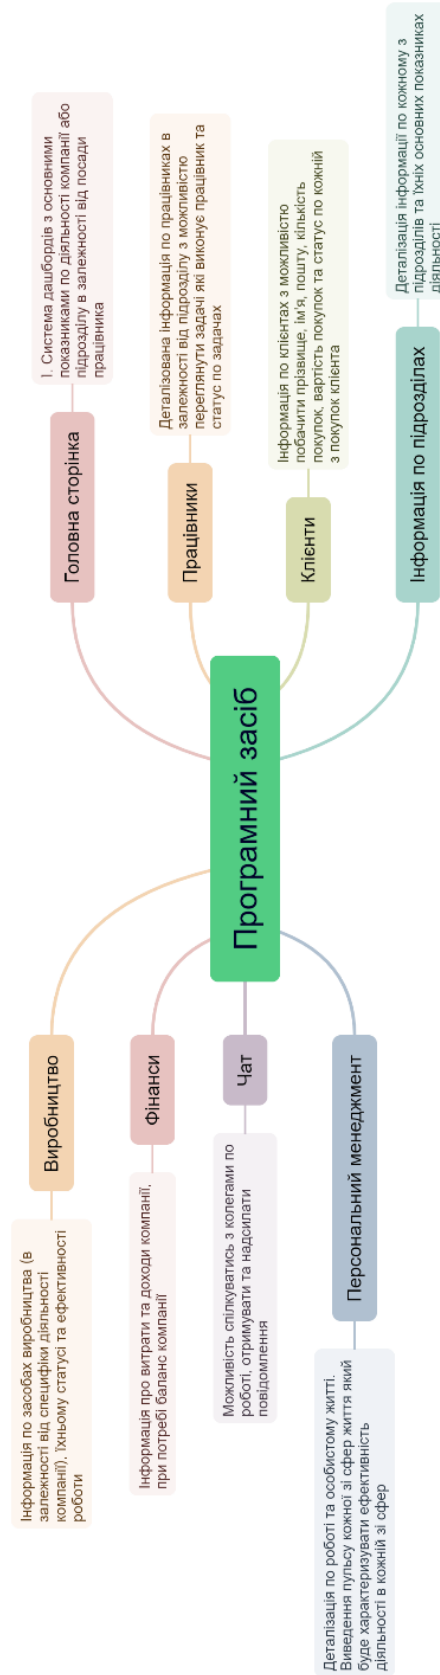 Програмний засіб
Головна сторінка
1. Система дашбордів з основними
показниками по діяльності компанії або
підрозділу в залежності від посади
працівника
Працівники
Деталізована інформація по працівниках в
залежності від підрозділу з можливістю
переглянути задачі які виконує працівник та
статус по задачах
Клієнти
Інформація по клієнтах з можливістю
побачити прізвище, ім'я, пошту, кількість
покупок, вартість покупок та статус по кожній
з покупок клієнта
Інформація по підрозділах
Деталізація інформації по кожному з
підрозділів та їхніх основних показниках
діяльності
Виробництво
Інформація по засобах виробництва (в
залежності від специфіки діяльності
компанії), їхньому статусі та ефективності
роботи
Фінанси
Інформація про витрати та доходи компанії,
при потребі баланс компанії
Чат
Можливість спілкуватись з колегами по
роботі, отримувати та надсилати
повідомлення
Персональний менеджмент
Деталізація по роботі та особистому житті.
Виведення пульсу кожної зі сфер життя який
буде характеризувати ефективність
діяльності в кожній зі сфер